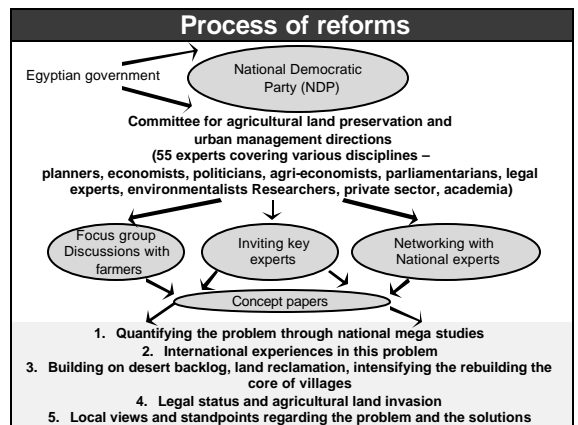 Process of reforms
Egyptian government
National Democratic
Party (NDP)
Committee for agricultural land preservation and
urban management directions
(55 experts covering various disciplines –
planners, economists, politicians, agri-economists, parliamentarians, legal
experts, environmentalists Researchers, private sector, academia)
Focus group
Discussions with
farmers
Inviting key
experts
Networking with
National experts
Concept papers
1. Quantifying the problem through national mega studies
2. International experiences in this problem
3. Building on desert backlog, land reclamation, intensifying the rebuilding the
core of villages
4. Legal status and agricultural land invasion
5. Local views and standpoints regarding the problem and the solutions